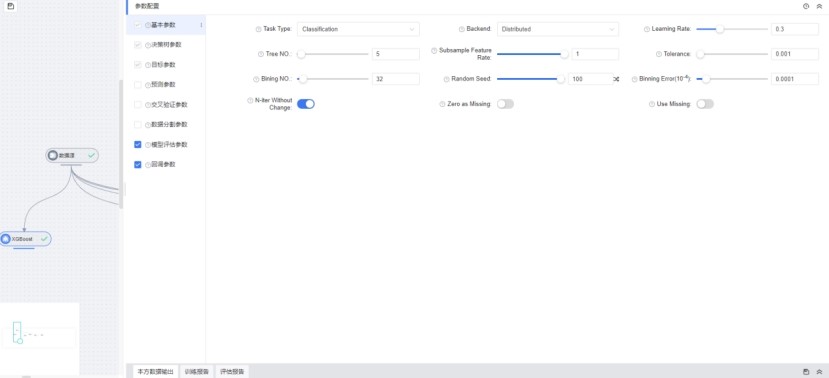 参数配置
基本参数
决策树参数
目标参数
预测参数
交叉验证参数
数据分割参数
模型评估参数
回调参数
Task Type: Classification
Backend: Distributed
Learning Rate: 0.3
Tree NO.: 5
Subsample Feature
Rate: 1
Tolerance: 0.001
Bining NO.: 32
Random Seed: 100
Binning Error(10⁻⁴): 0.0001
N-iter Without
Change:
Zero as Missing:
Use Missing:
数据源
XGBoost
本方数据输出 训练报告 评估报告